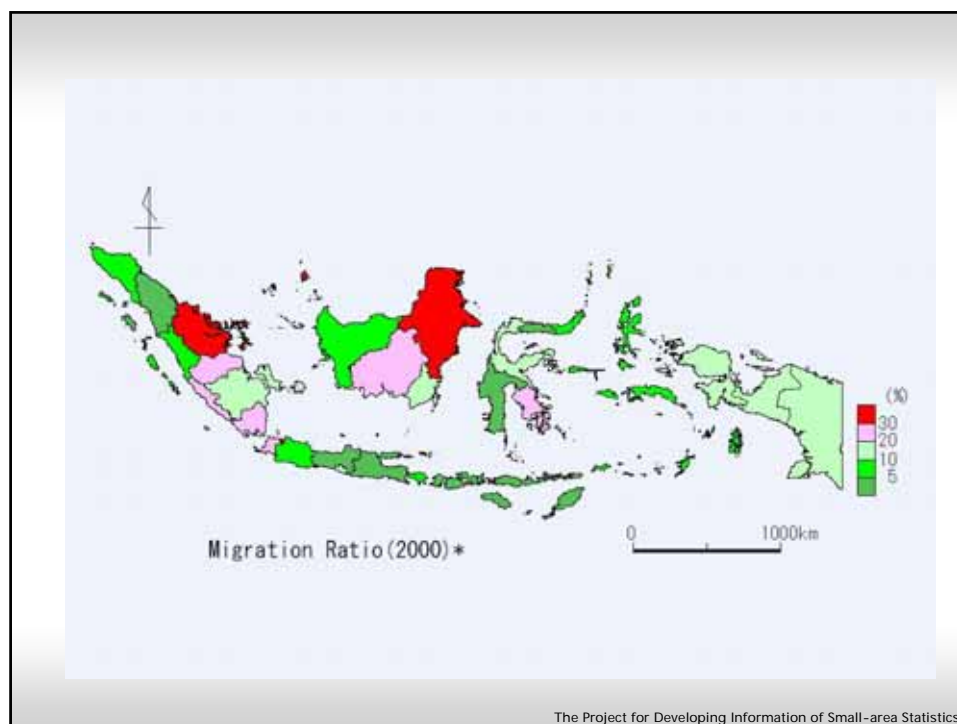 (%)
30
20
10
5
0 1000km
Migration Ratio(2000)*
The Project for Developing Information of Small-area Statistics